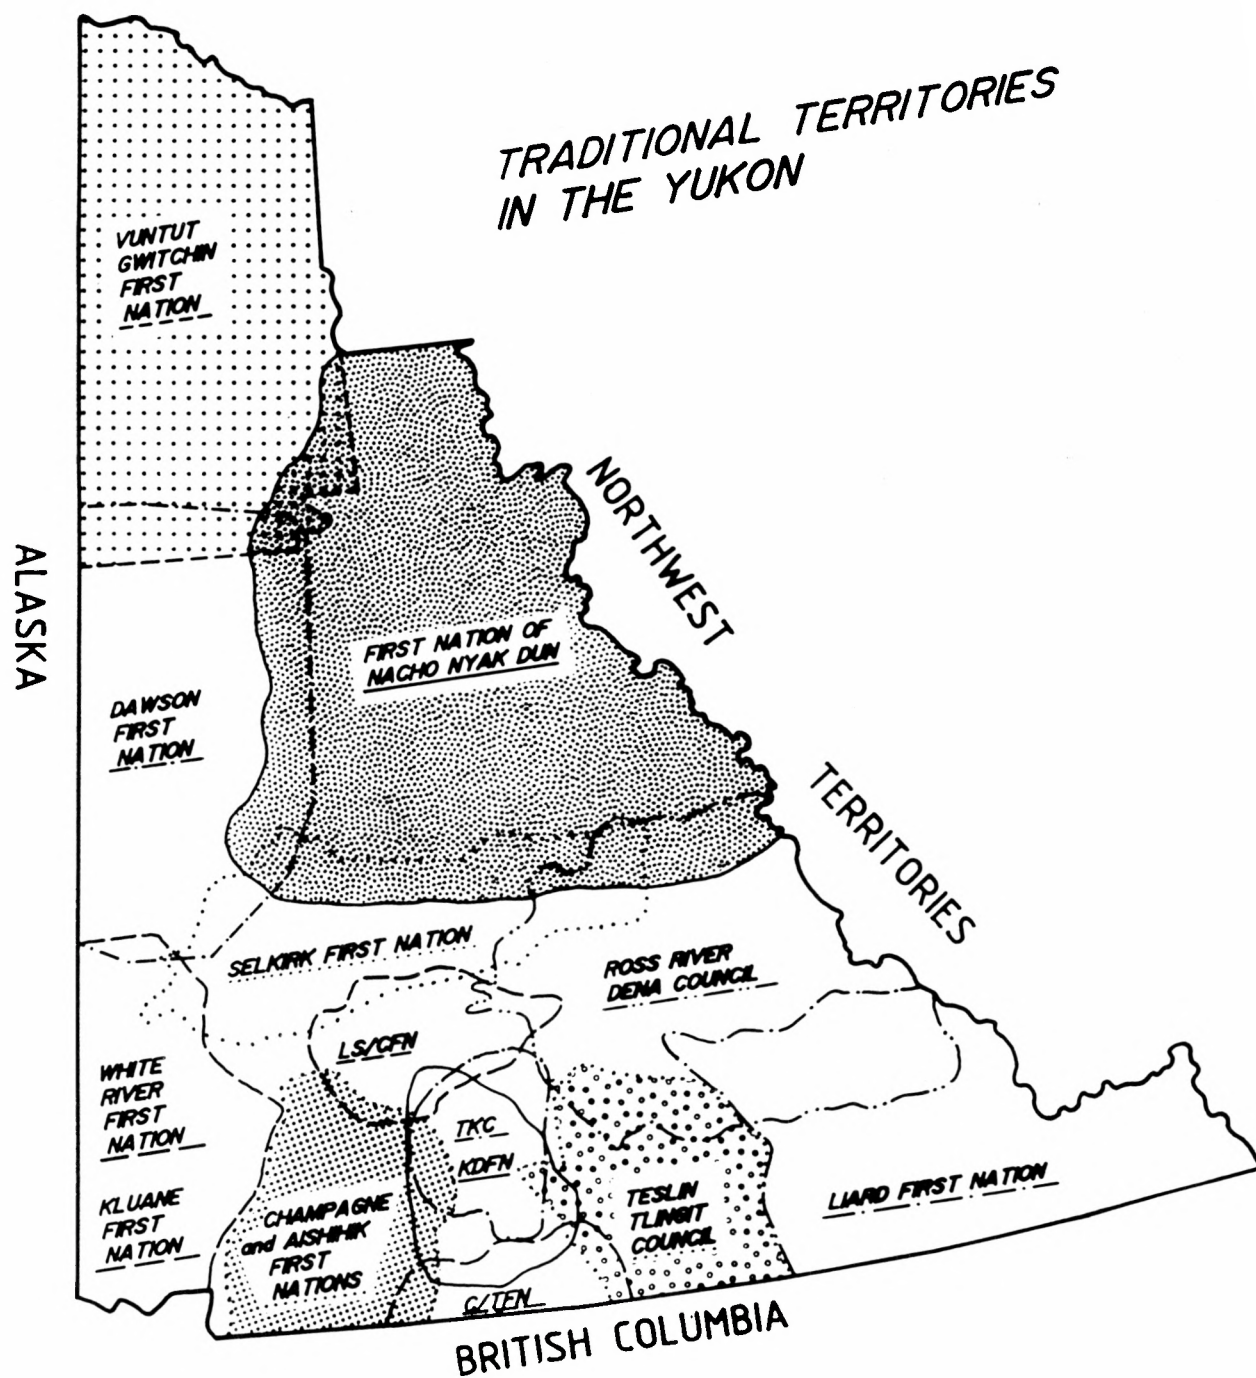 TRADITIONAL TERRITORIES
IN THE YUKON
VUNTUT
GWITCHIN
FIRST
NATION
ALASKA
NORTHWEST
TERRITORIES
FIRST NATION OF
NACHO NYAK DUN
DAWSON
FIRST
NATION
SELKIRK FIRST NATION
ROSS RIVER
DENA COUNCIL
LS/CFN
WHITE
RIVER
FIRST
NATION
TKC
KDFN
KLUANE
FIRST
NATION
CHAMPAGNE
and AISHIHIK
FIRST
NATIONS
TESLIN
TLINGIT
COUNCIL
LIARD FIRST NATION
C/TFN
BRITISH COLUMBIA